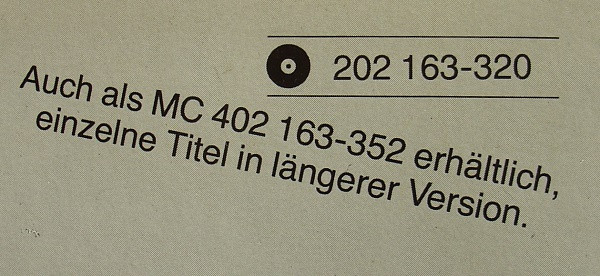 202 163-320
Auch als MC 402 163-352 erhältlich,
einzelne Titel in längerer Version.